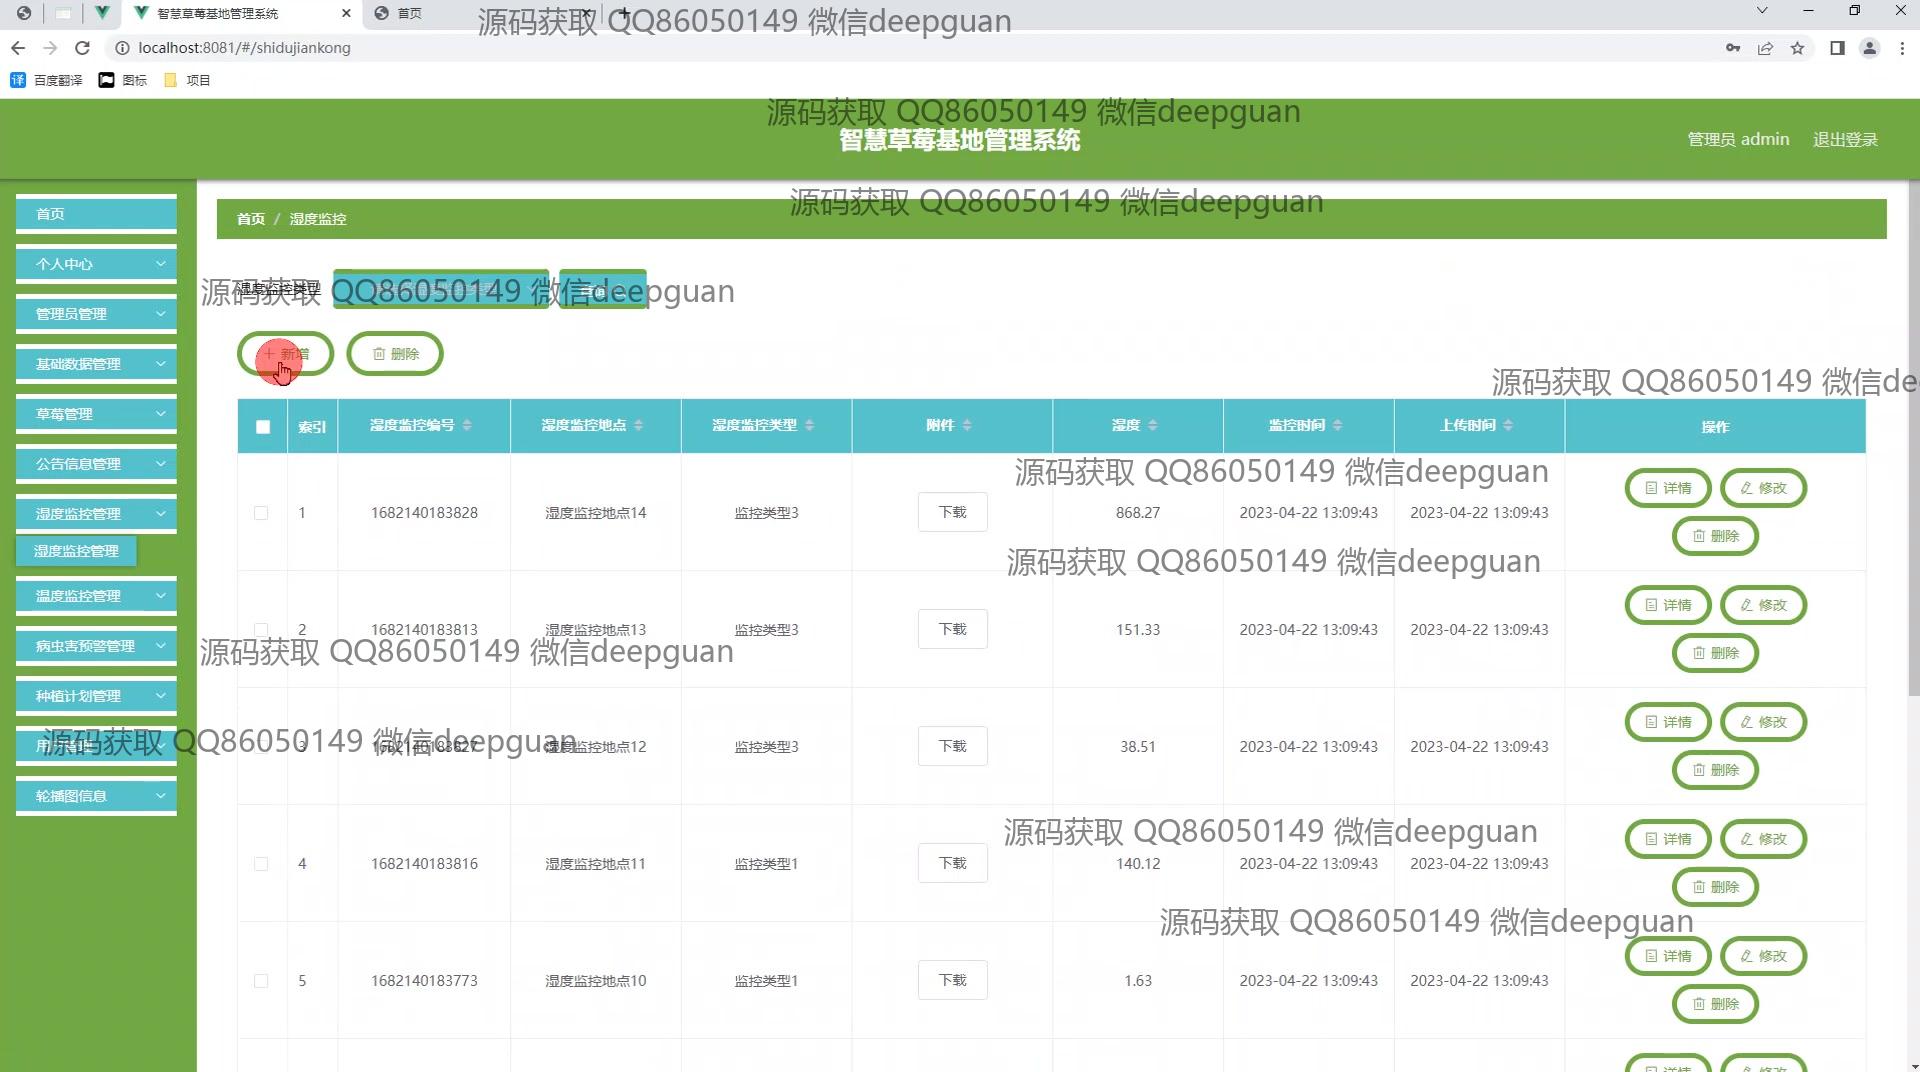 智慧草莓基地管理系统
首页
源码获取 QQ86050149 微信deepguan
localhost:8081/#/shidujiankong
百度翻译
图标
项目
源码获取 QQ86050149 微信deepguan
智慧草莓基地管理系统
管理员 admin
退出登录
首页
个人中心
管理员管理
基础数据管理
草莓管理
公告信息管理
湿度监控管理
湿度监控管理
温度监控管理
病虫害预警管理
种植计划管理
用户管理
轮播图信息
源码获取 QQ86050149 微信deepguan
首页 / 湿度监控
湿度监控类型
源码获取 QQ86050149 微信deepguan
新增
删除
源码获取 QQ86050149 微信de
索引 湿度监控编号 湿度监控地点 湿度监控类型 附件 湿度 监控时间 上传时间 操作
源码获取 QQ86050149 微信deepguan
1 1682140183828 湿度监控地点14 监控类型3 下载 868.27 2023-04-22 13:09:43 2023-04-22 13:09:43 详情 修改
删除
源码获取 QQ86050149 微信deepguan
2 1682140183813 湿度监控地点13 监控类型3 下载 151.33 2023-04-22 13:09:43 2023-04-22 13:09:43 详情 修改
删除
源码获取 QQ86050149 微信deepguan
3 1682140183827 湿度监控地点12 监控类型3 下载 38.51 2023-04-22 13:09:43 2023-04-22 13:09:43 详情 修改
删除
源码获取 QQ86050149 微信deepguan
源码获取 QQ86050149 微信deepguan
4 1682140183816 湿度监控地点11 监控类型1 下载 140.12 2023-04-22 13:09:43 2023-04-22 13:09:43 详情 修改
删除
源码获取 QQ86050149 微信deepguan
5 1682140183773 湿度监控地点10 监控类型1 下载 1.63 2023-04-22 13:09:43 2023-04-22 13:09:43 详情 修改
删除
详情 修改